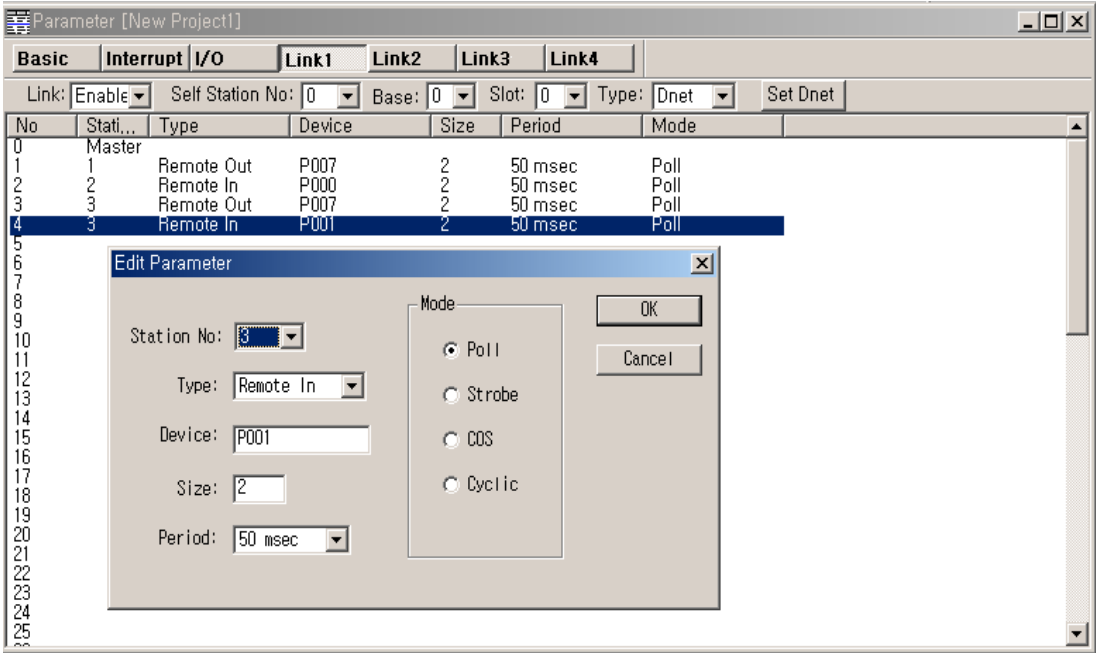 Parameter [New Project1]
Basic Interrupt I/O Link1 Link2 Link3 Link4
Link: Enable Self Station No: 0 Base: 0 Slot: 0 Type: Dnet Set Dnet
No Stati... Type Device Size Period Mode
0 Master
1 1 Remote Out P007 2 50 msec Poll
2 2 Remote In P000 2 50 msec Poll
3 3 Remote Out P007 2 50 msec Poll
4 3 Remote In P001 2 50 msec Poll
5
6
7
8
9
10
11
12
13
14
15
16
17
18
19
20
21
22
23
24
25
Edit Parameter
Station No: 3
Type: Remote In
Device: P001
Size: 2
Period: 50 msec
Mode
Poll
Strobe
COS
Cyclic
OK
Cancel